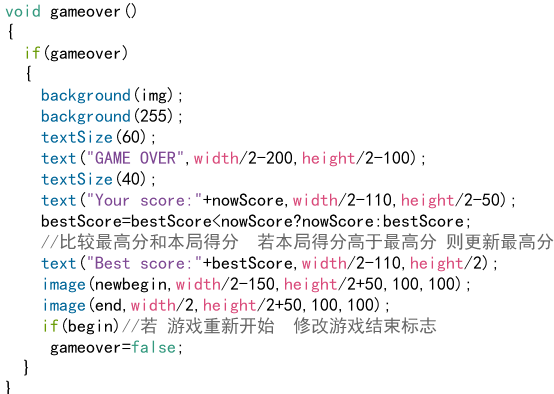 void gameover()
{
if(gameover)
{
background(img);
background(255);
textSize(60);
text("GAME OVER",width/2-200,height/2-100);
textSize(40);
text("Your score:"+nowScore,width/2-110,height/2-50);
bestScore=bestScore<nowScore?nowScore:bestScore;
//比较最高分和本局得分  若本局得分高于最高分 则更新最高分
text("Best score:"+bestScore,width/2-110,height/2);
image(newbegin,width/2-150,height/2+50,100,100);
image(end,width/2,height/2+50,100,100);
if(begin)//若 游戏重新开始  修改游戏结束标志
gameover=false;
}
}